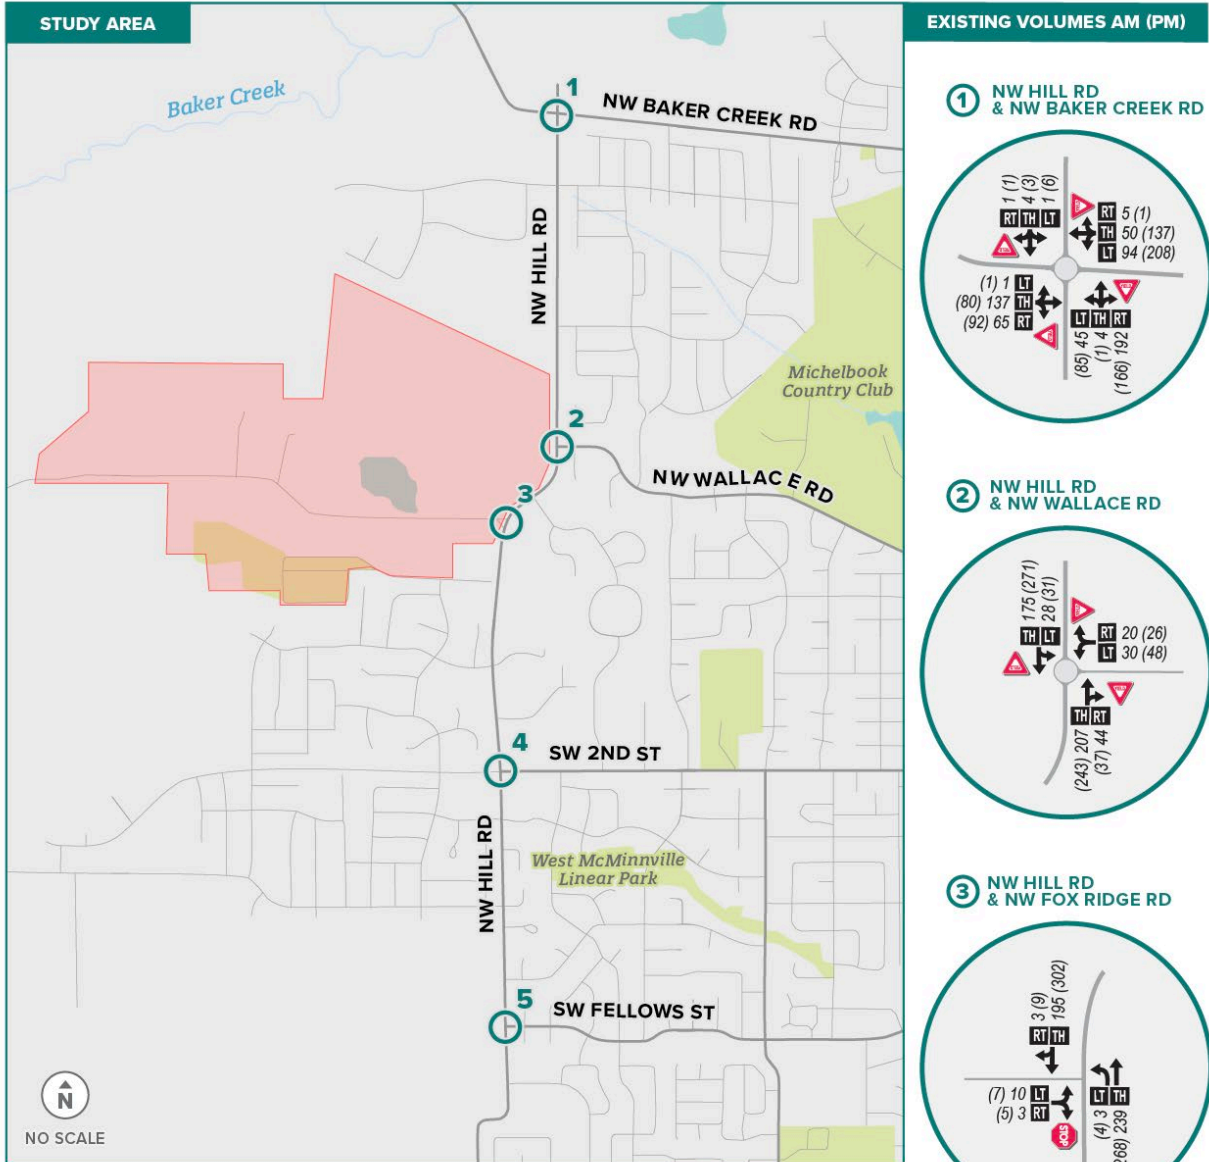 STUDY AREA
Baker Creek
1
NW BAKER CREEK RD
NW HILL RD
Michelbook
Country Club
2
NW WALLACE RD
3
4
SW 2ND ST
NW HILL RD
West McMinnville
Linear Park
5
SW FELLOWS ST
N
NO SCALE
EXISTING VOLUMES AM (PM)
1 NW HILL RD
& NW BAKER CREEK RD
1 (1)
4 (3)
1 (6)
RT TH LT
RT 5 (1)
TH 50 (137)
LT 94 (208)
(1) 1 LT
(80) 137 TH
(92) 65 RT
LT TH RT
(85) 45
(1) 4
(166) 192
2 NW HILL RD
& NW WALLACE RD
175 (271)
28 (31)
TH LT
RT 20 (26)
LT 30 (48)
TH RT
(243) 207
(37) 44
3 NW HILL RD
& NW FOX RIDGE RD
3 (9)
195 (302)
RT TH
(7) 10 LT
(5) 3 RT
STOP
LT TH
(4) 3
268) 239